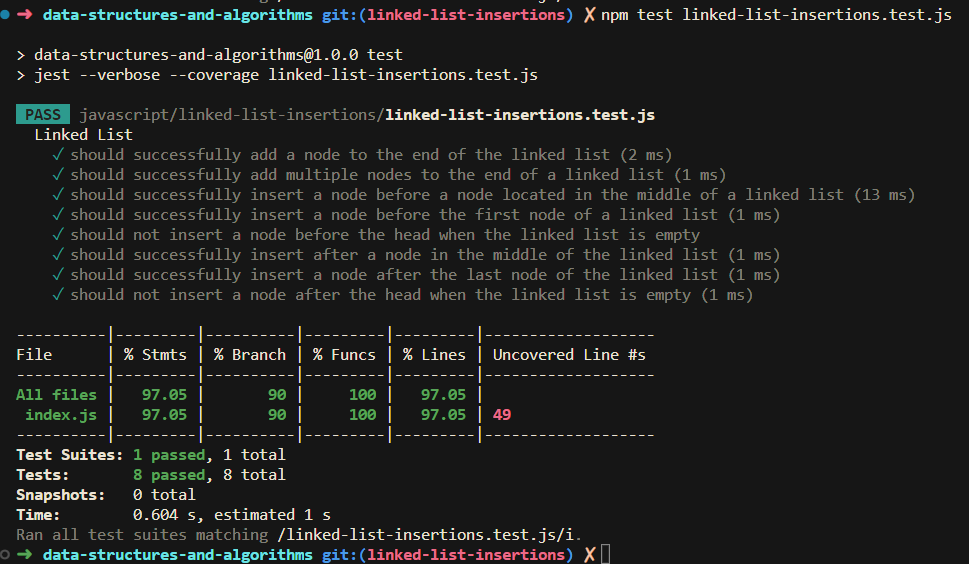 ➜ data-structures-and-algorithms git:(linked-list-insertions) ✗ npm test linked-list-insertions.test.js
> data-structures-and-algorithms@1.0.0 test
> jest --verbose --coverage linked-list-insertions.test.js
PASS javascript/linked-list-insertions/linked-list-insertions.test.js
Linked List
✓ should successfully add a node to the end of the linked list (2 ms)
✓ should successfully add multiple nodes to the end of a linked list (1 ms)
✓ should successfully insert a node before a node located in the middle of a linked list (13 ms)
✓ should successfully insert a node before the first node of a linked list (1 ms)
✓ should not insert a node before the head when the linked list is empty
✓ should successfully insert after a node in the middle of the linked list (1 ms)
✓ should successfully insert a node after the last node of the linked list (1 ms)
✓ should not insert a node after the head when the linked list is empty (1 ms)
----------|---------|----------|---------|---------|-------------------
File      | % Stmts | % Branch | % Funcs | % Lines | Uncovered Line #s
----------|---------|----------|---------|---------|-------------------
All files |   97.05 |       90 |     100 |   97.05 |
 index.js |   97.05 |       90 |     100 |   97.05 | 49
----------|---------|----------|---------|---------|-------------------
Test Suites: 1 passed, 1 total
Tests:       8 passed, 8 total
Snapshots:   0 total
Time:        0.604 s, estimated 1 s
Ran all test suites matching /linked-list-insertions.test.js/i.
➜ data-structures-and-algorithms git:(linked-list-insertions) ✗